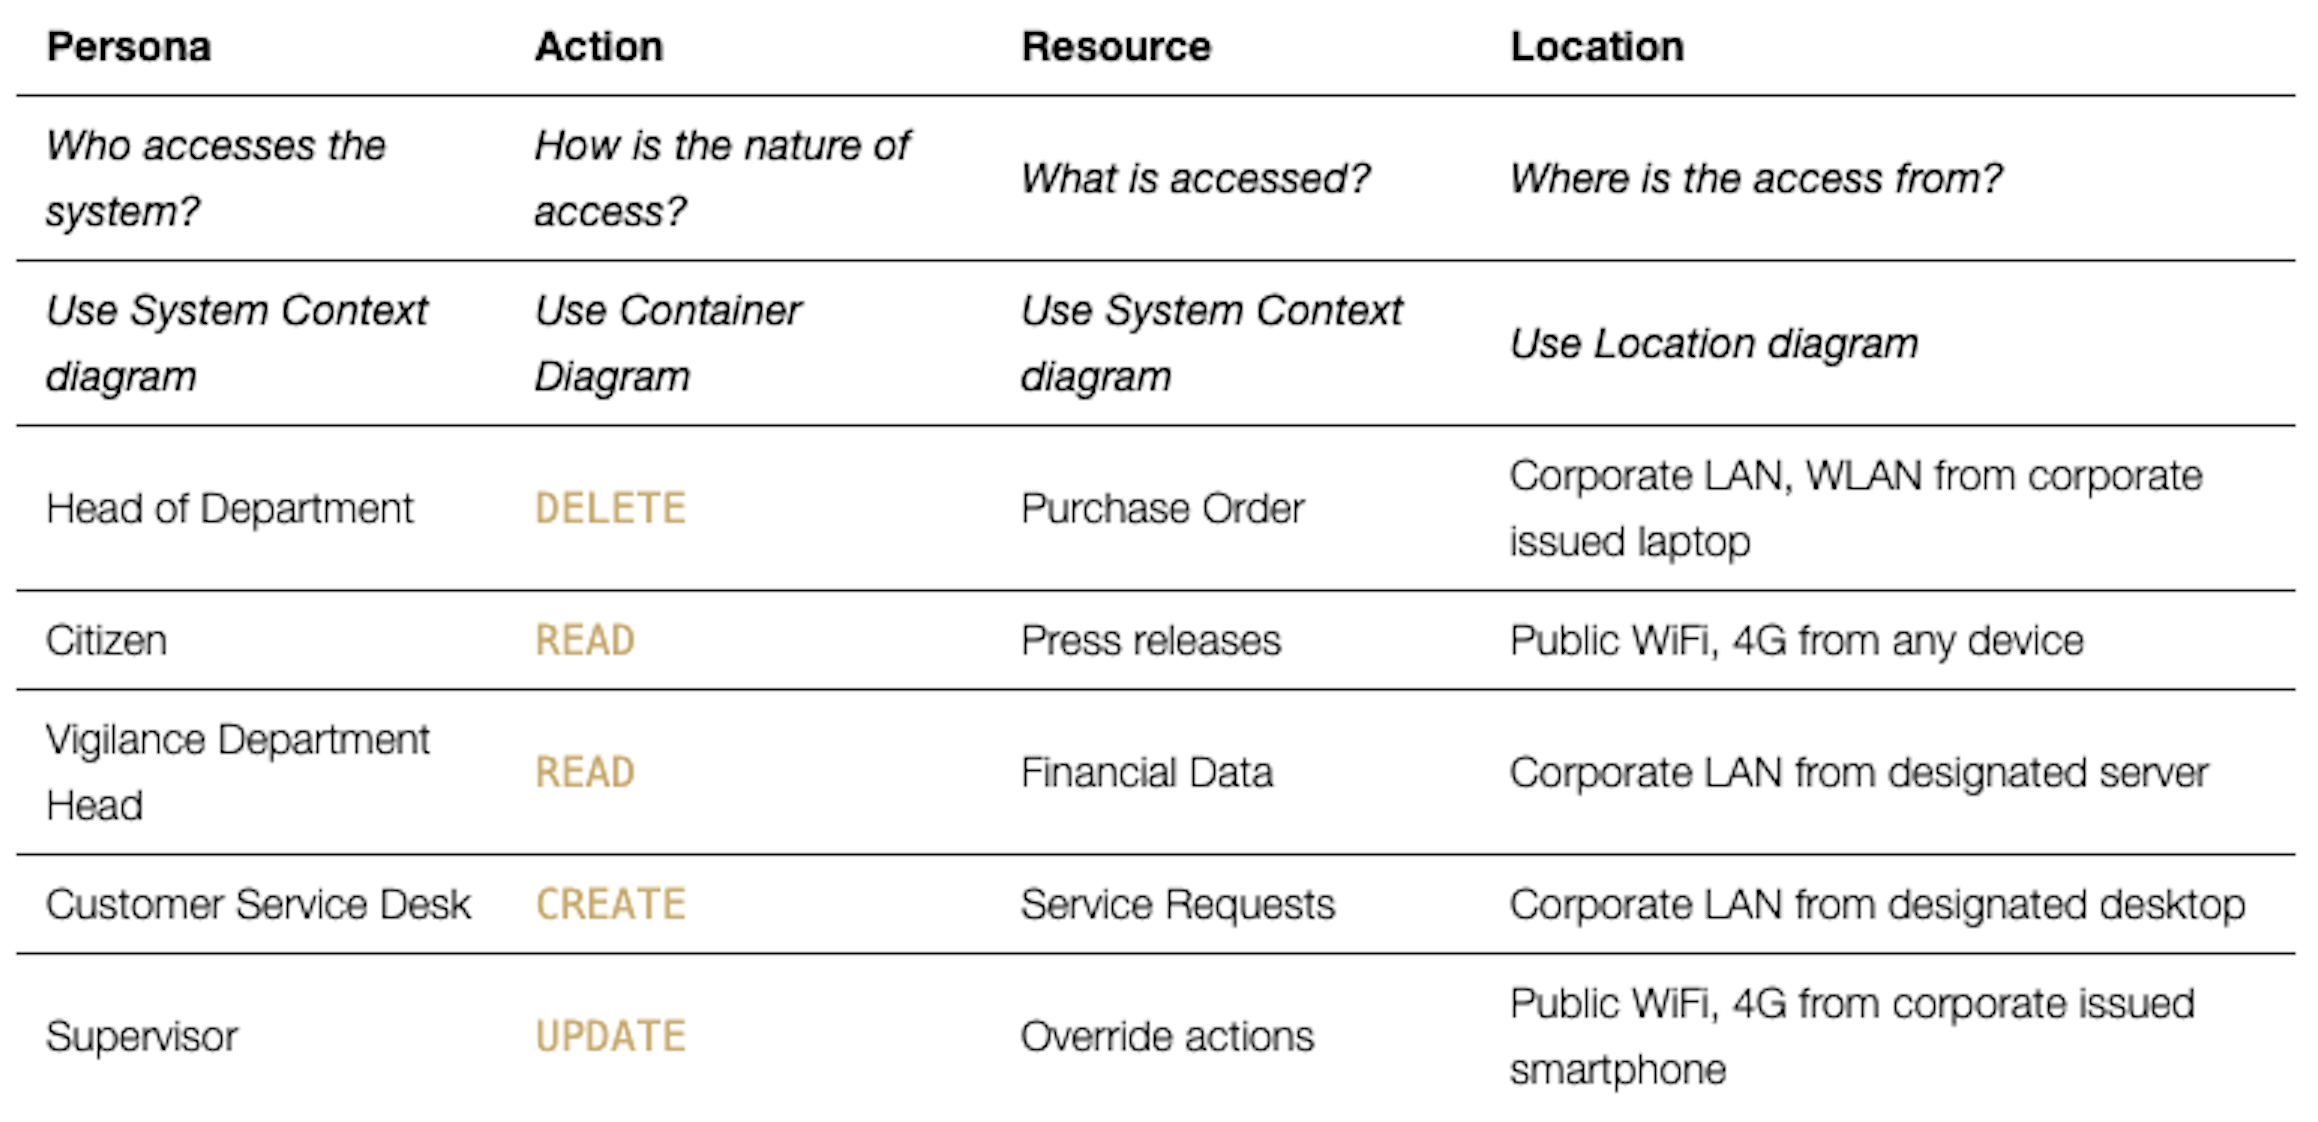 Persona Action Resource Location
Who accesses the How is the nature of What is accessed? Where is the access from?
system? access?
Use System Context Use Container Use System Context Use Location diagram
diagram Diagram diagram
Head of Department DELETE Purchase Order Corporate LAN, WLAN from corporate
issued laptop
Citizen READ Press releases Public WiFi, 4G from any device
Vigilance Department READ Financial Data Corporate LAN from designated server
Head
Customer Service Desk CREATE Service Requests Corporate LAN from designated desktop
Supervisor UPDATE Override actions Public WiFi, 4G from corporate issued
smartphone